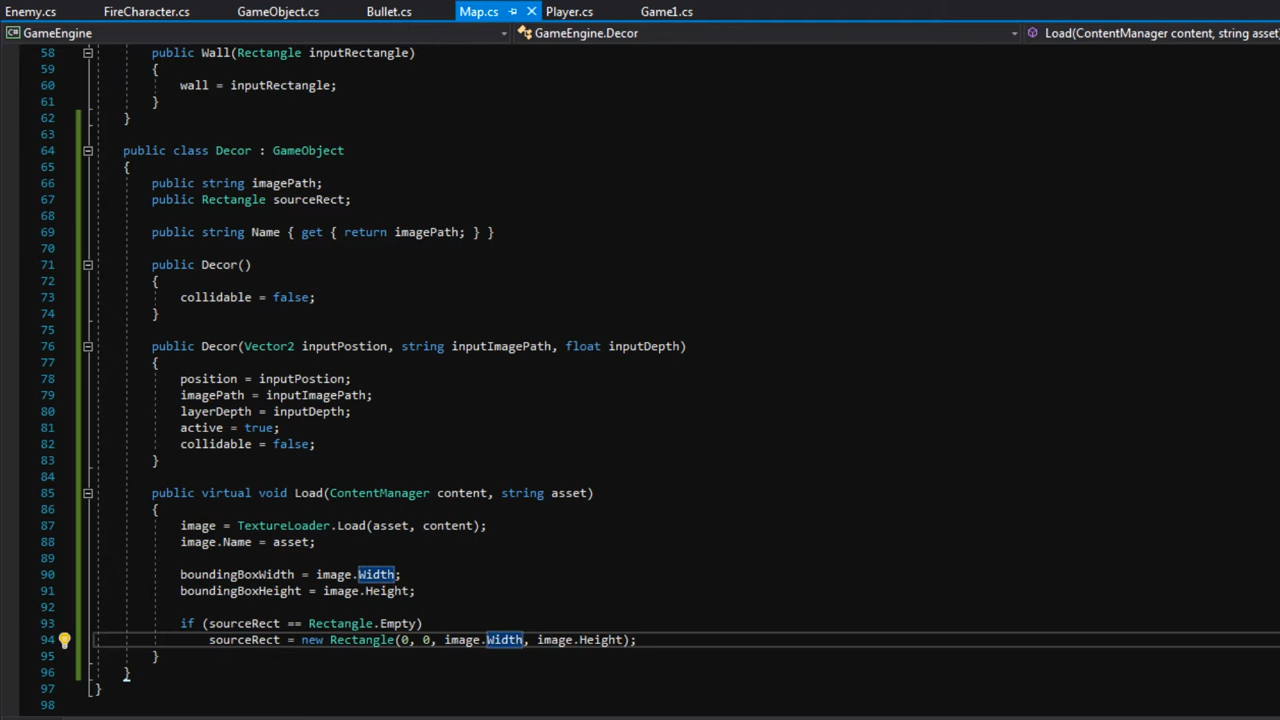 Enemy.cs FireCharacter.cs GameObject.cs Bullet.cs Map.cs Player.cs Game1.cs
GameEngine GameEngine.Decor Load(ContentManager content, string asset)
58 public Wall(Rectangle inputRectangle)
59 {
60 wall = inputRectangle;
61 }
62 }
63
64 public class Decor : GameObject
65 {
66 public string imagePath;
67 public Rectangle sourceRect;
68
69 public string Name { get { return imagePath; } }
70
71 public Decor()
72 {
73 collidable = false;
74 }
75
76 public Decor(Vector2 inputPostion, string inputImagePath, float inputDepth)
77 {
78 position = inputPostion;
79 imagePath = inputImagePath;
80 layerDepth = inputDepth;
81 active = true;
82 collidable = false;
83 }
84
85 public virtual void Load(ContentManager content, string asset)
86 {
87 image = TextureLoader.Load(asset, content);
88 image.Name = asset;
89
90 boundingBoxWidth = image.Width;
91 boundingBoxHeight = image.Height;
92
93 if (sourceRect == Rectangle.Empty)
94 sourceRect = new Rectangle(0, 0, image.Width, image.Height);
95 }
96 }
97 }
98